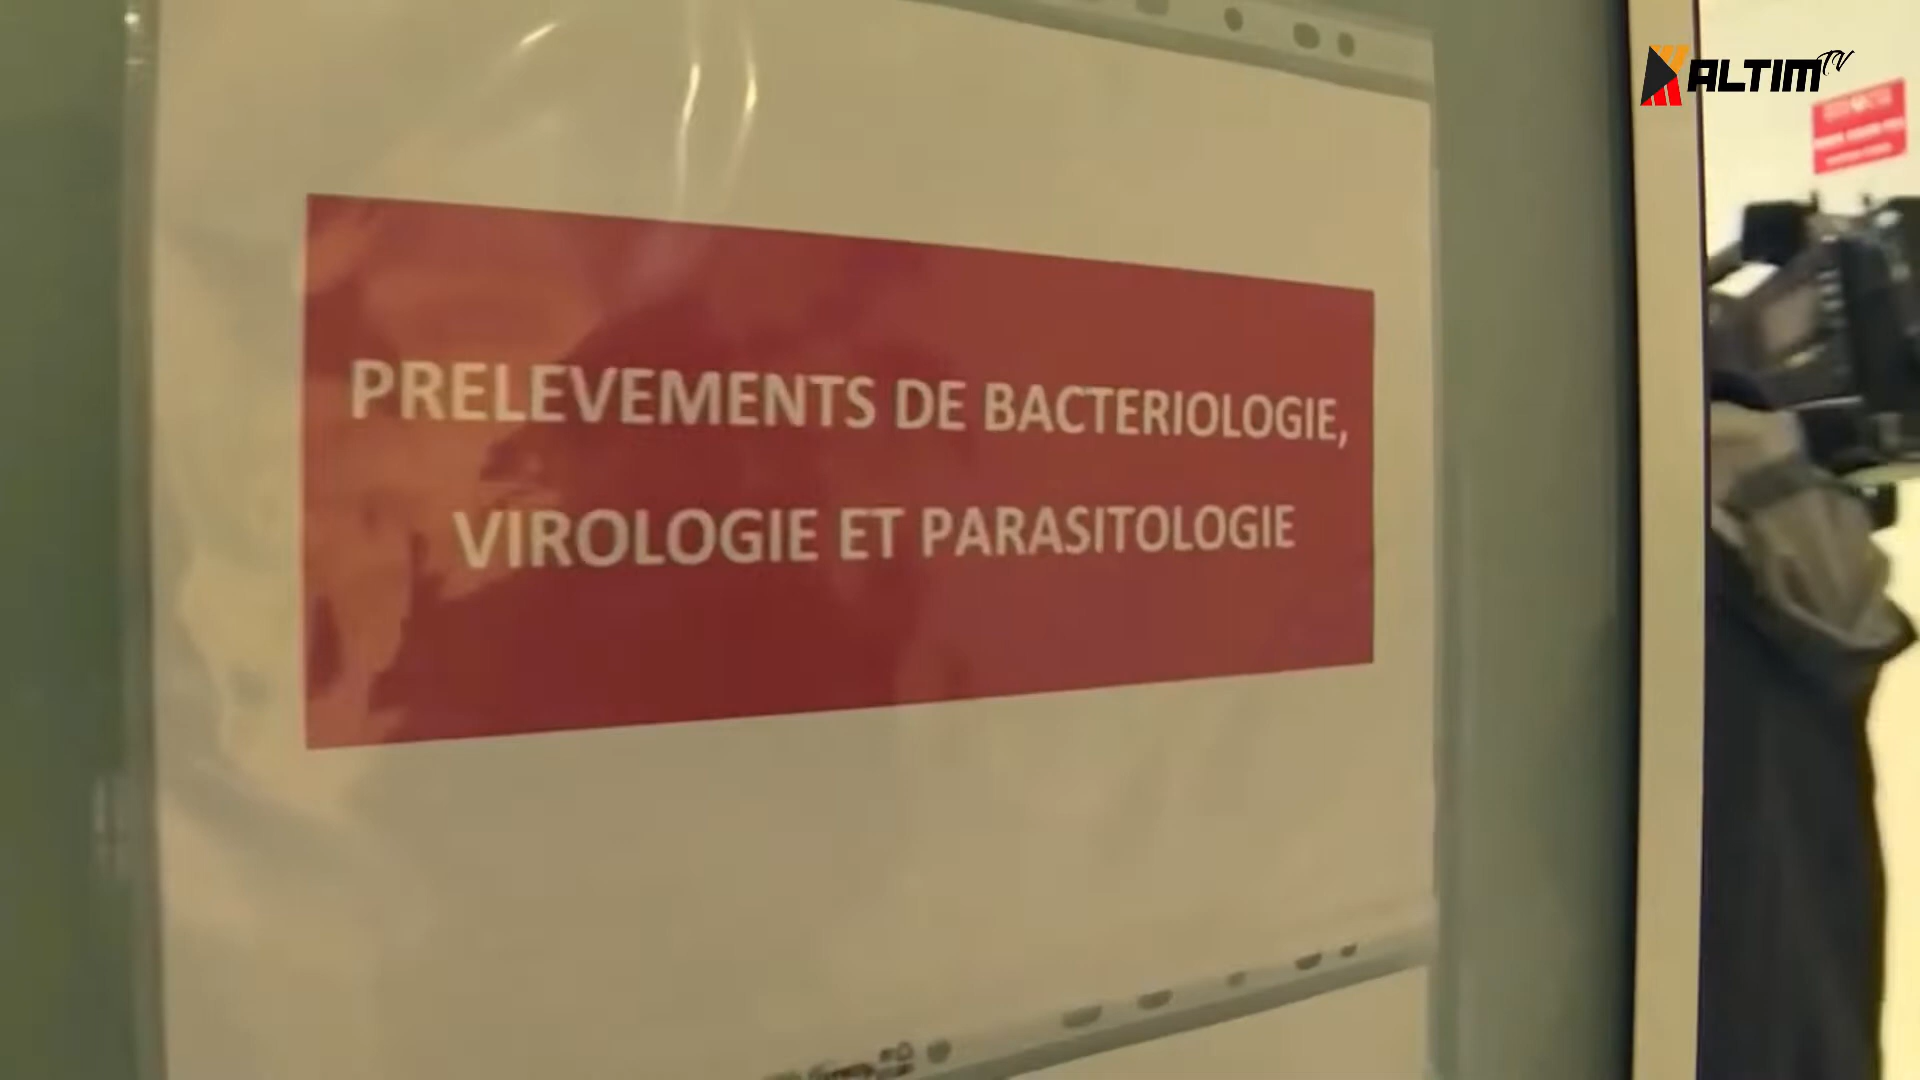 ALTIM TV
PRELEVEMENTS DE BACTERIOLOGIE,
VIROLOGIE ET PARASITOLOGIE